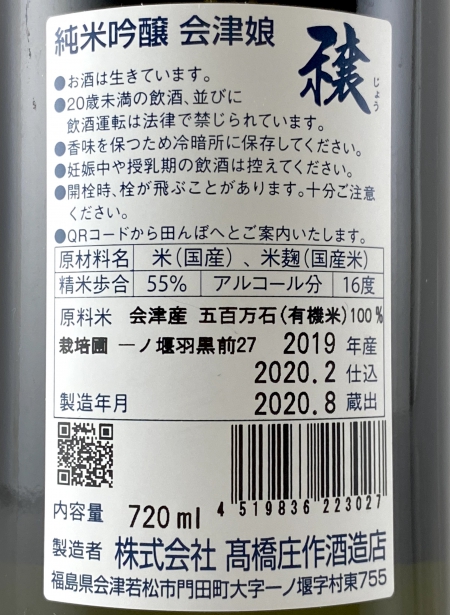 純米吟醸 会津娘 穣
じょう
●お酒は生きています。
●20歳未満の飲酒、並びに
飲酒運転は法律で禁じられています。
●香味を保つため冷暗所に保存してください。
●妊娠中や授乳期の飲酒は控えてください。
●開栓時、栓が飛ぶことがあります。十分ご注意
ください。
●QRコードから田んぼへとご案内いたします。
原材料名 米(国産)、米麹(国産米)
精米歩合 55% アルコール分 16度
原料米 会津産 五百万石(有機米)100%
栽培圃 一ノ堰羽黒前27 2019 年産
2020.2 仕込
製造年月 2020.8 蔵出
内容量 720ml 4 519836 223027
製造者 株式会社 髙橋庄作酒造店
福島県会津若松市門田町大字一ノ堰字村東755